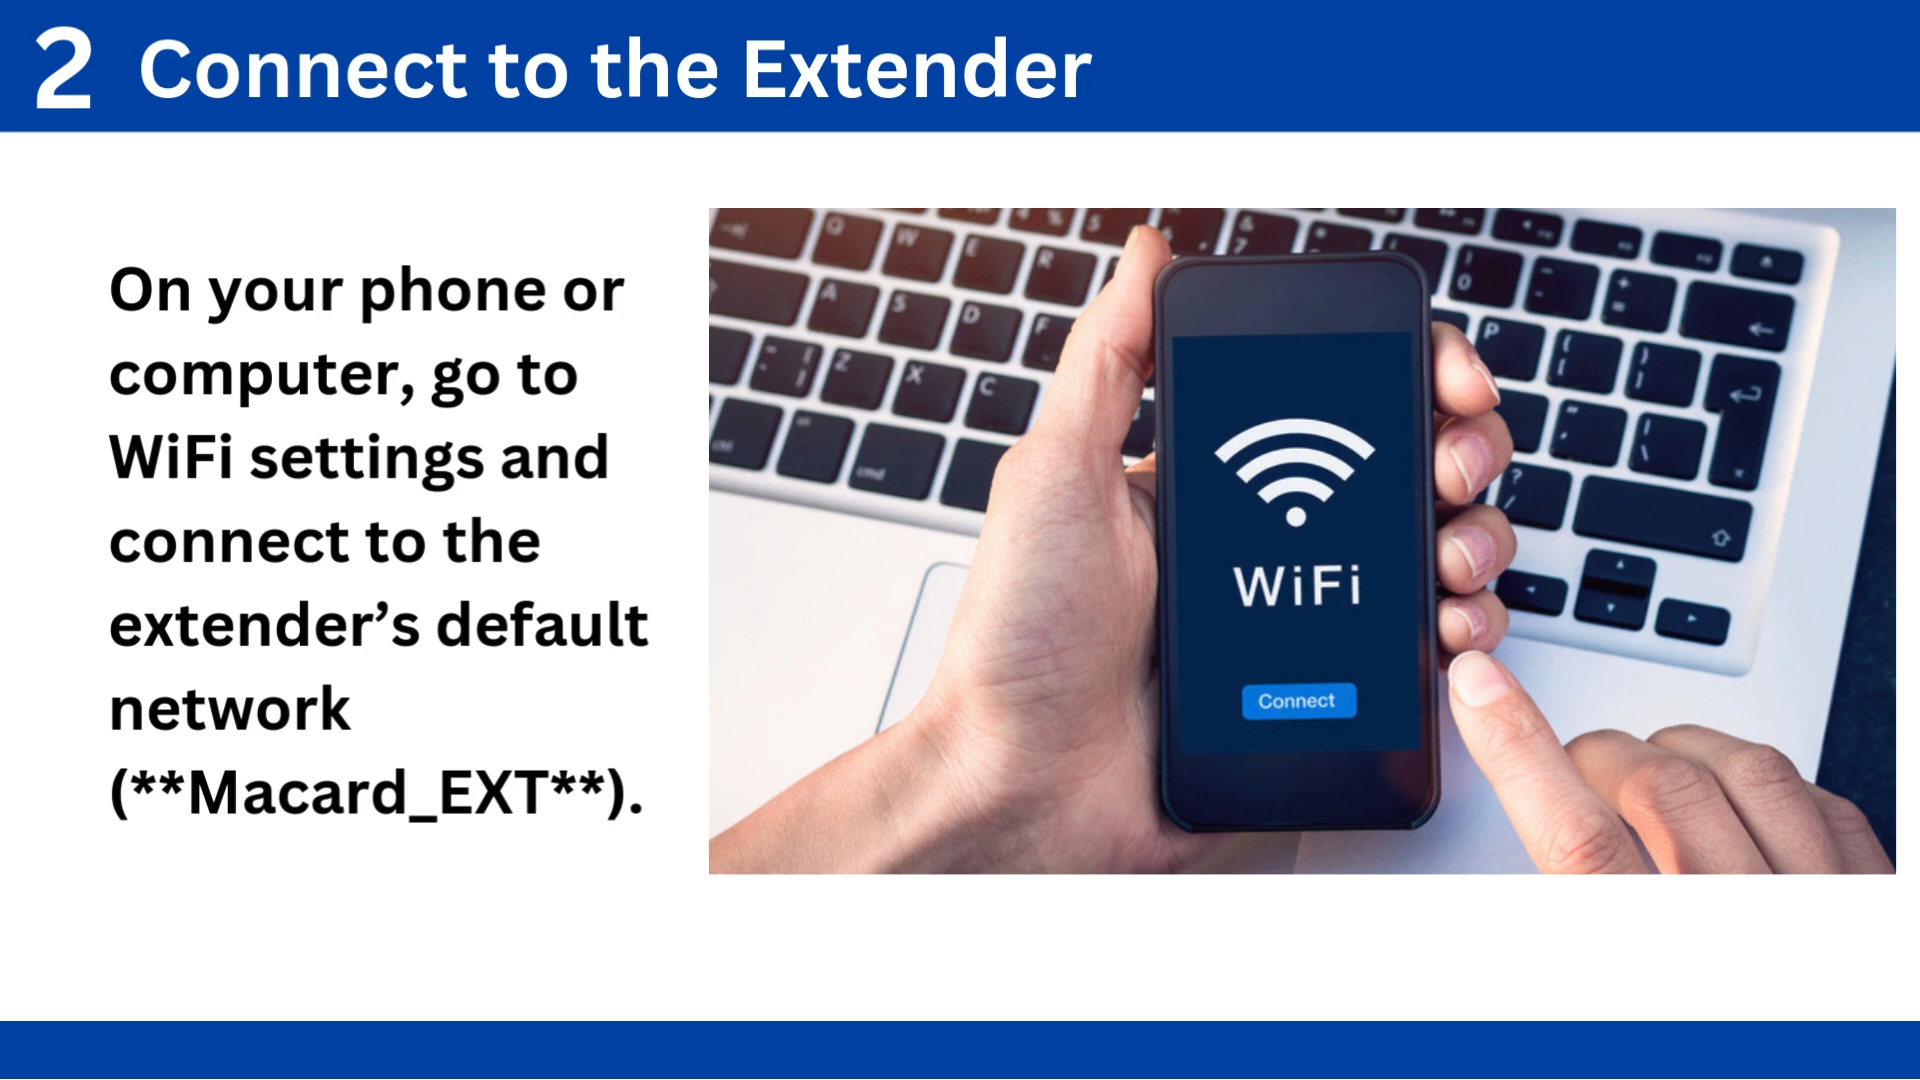 2 Connect to the Extender
On your phone or
computer, go to
WiFi settings and
connect to the
extender’s default
network
(**Macard_EXT**).
WiFi
Connect
Q W E R
A S D F
Z X C
P
cmd